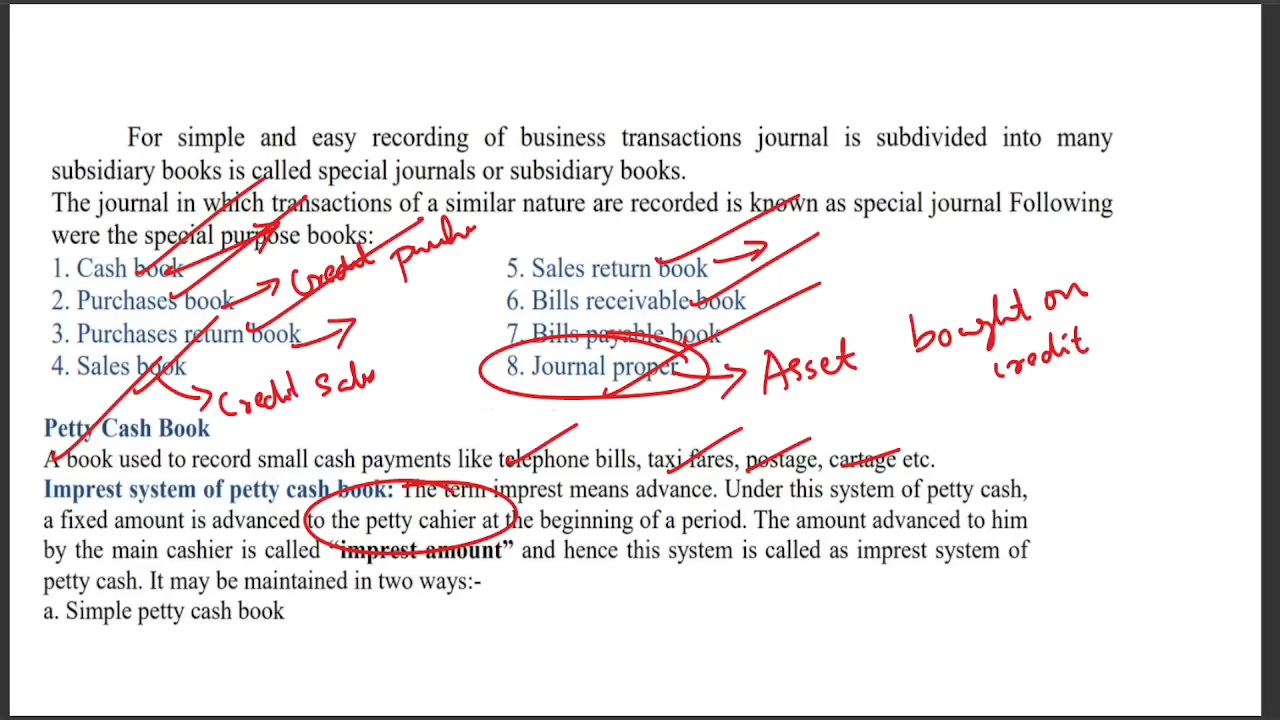 For simple and easy recording of business transactions journal is subdivided into many
subsidiary books is called special journals or subsidiary books.
The journal in which transactions of a similar nature are recorded is known as special journal Following
were the special purpose books:
1. Cash book
2. Purchases book
Credit
3. Purchases return book
4. Sales book
Credit
5. Sales return book
6. Bills receivable book
7. Bills payable book
8. Journal proper
Asset bought on
credit
Petty Cash Book
A book used to record small cash payments like telephone bills, taxi fares, postage, cartage etc.
Imprest system of petty cash book: The term imprest means advance. Under this system of petty cash,
a fixed amount is advanced to the petty cahier at the beginning of a period. The amount advanced to him
by the main cashier is called “imprest amount” and hence this system is called as imprest system of
petty cash. It may be maintained in two ways:-
a. Simple petty cash book